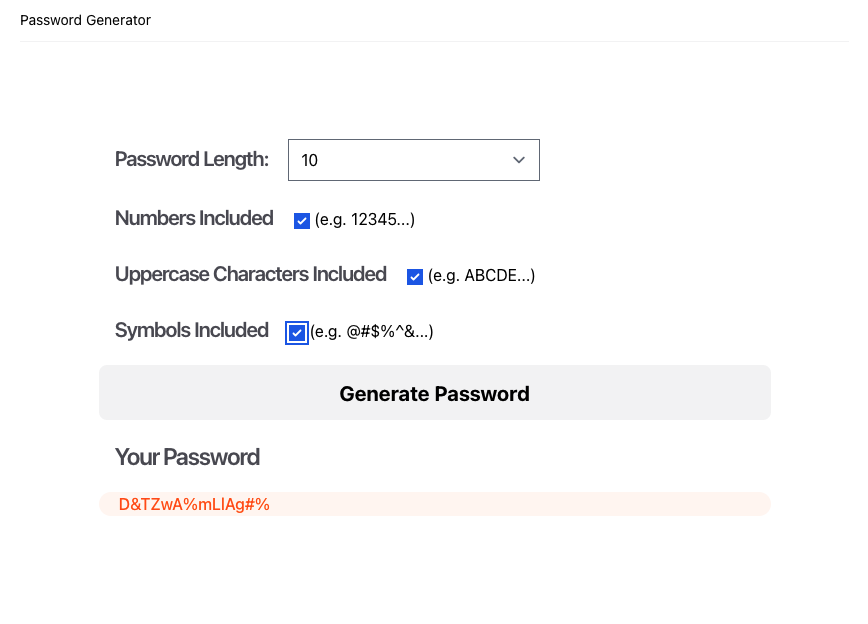 Password Generator
Password Length: 10
Numbers Included (e.g. 12345...)
Uppercase Characters Included (e.g. ABCDE...)
Symbols Included (e.g. @#$%^&...)
Generate Password
Your Password
D&TZwA%mLlAg#%